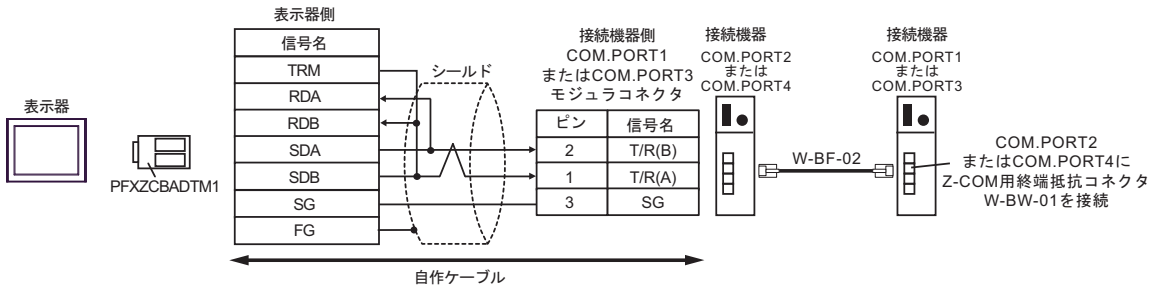 表示器
PFXZCBADTM1
表示器側
信号名
TRM
RDA
RDB
SDA
SDB
SG
FG
シールド
接続機器側
COM.PORT1
またはCOM.PORT3
モジュラコネクタ
ピン 信号名
2 T/R(B)
1 T/R(A)
3 SG
自作ケーブル
接続機器
COM.PORT2
または
COM.PORT4
W-BF-02
接続機器
COM.PORT1
または
COM.PORT3
COM.PORT2
またはCOM.PORT4に
Z-COM用終端抵抗コネクタ
W-BW-01を接続